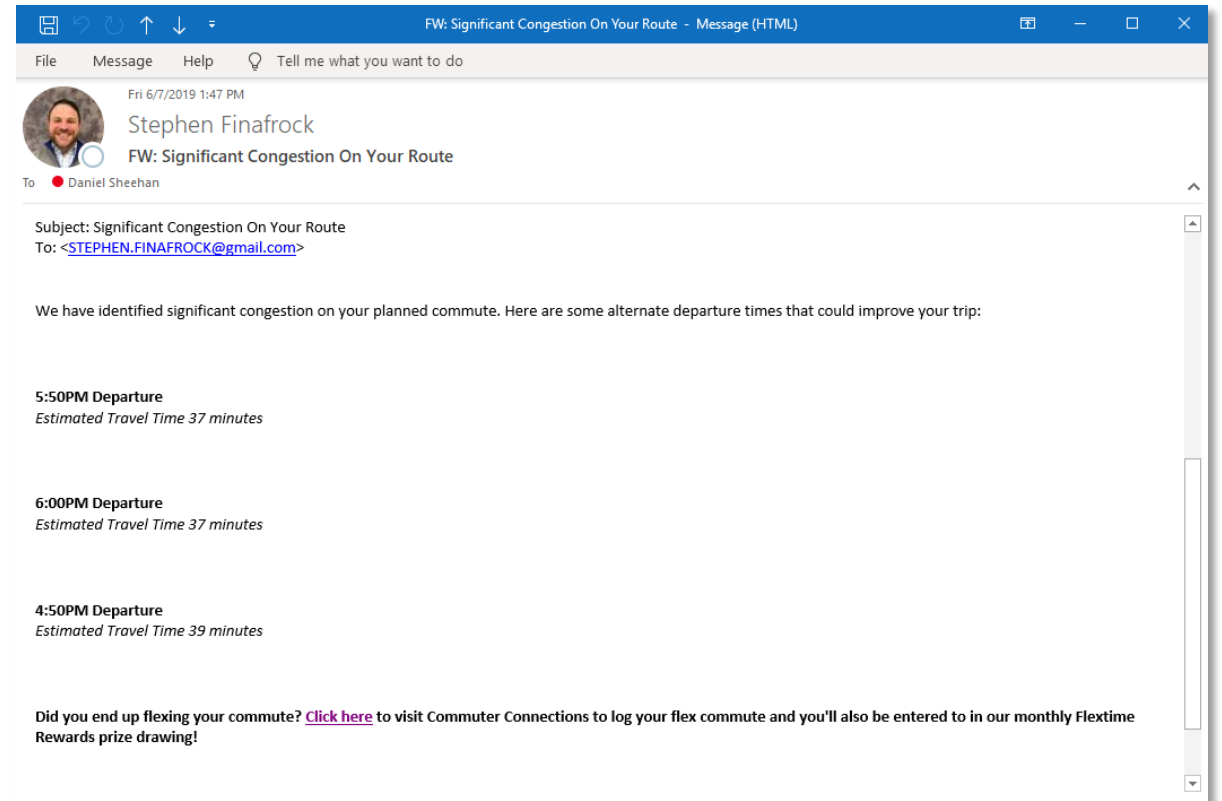 FW: Significant Congestion On Your Route - Message (HTML)
File Message Help Tell me what you want to do
Fri 6/7/2019 1:47 PM
Stephen Finafrock
FW: Significant Congestion On Your Route
To Daniel Sheehan
Subject: Significant Congestion On Your Route
To: <STEPHEN.FINAFROCK@gmail.com>
We have identified significant congestion on your planned commute. Here are some alternate departure times that could improve your trip:
5:50PM Departure
Estimated Travel Time 37 minutes
6:00PM Departure
Estimated Travel Time 37 minutes
4:50PM Departure
Estimated Travel Time 39 minutes
Did you end up flexing your commute? Click here to visit Commuter Connections to log your flex commute and you'll also be entered to in our monthly Flextime
Rewards prize drawing!